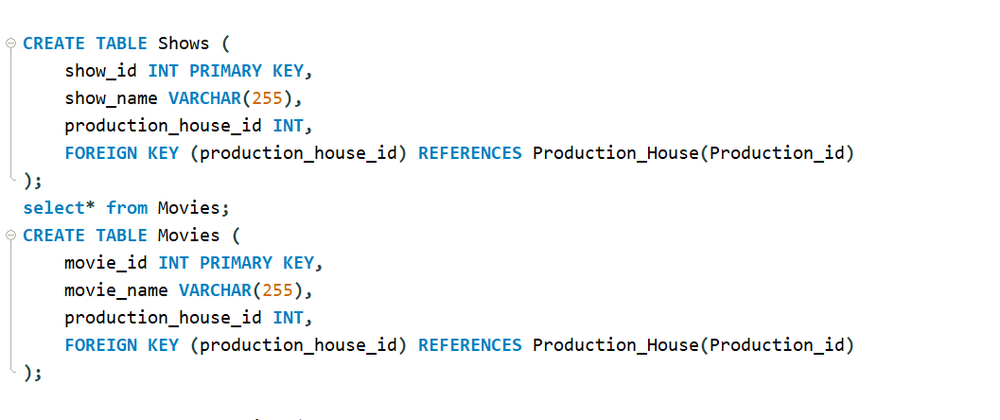 CREATE TABLE Shows (
    show_id INT PRIMARY KEY,
    show_name VARCHAR(255),
    production_house_id INT,
    FOREIGN KEY (production_house_id) REFERENCES Production_House(Production_id)
);
select* from Movies;
CREATE TABLE Movies (
    movie_id INT PRIMARY KEY,
    movie_name VARCHAR(255),
    production_house_id INT,
    FOREIGN KEY (production_house_id) REFERENCES Production_House(Production_id)
);